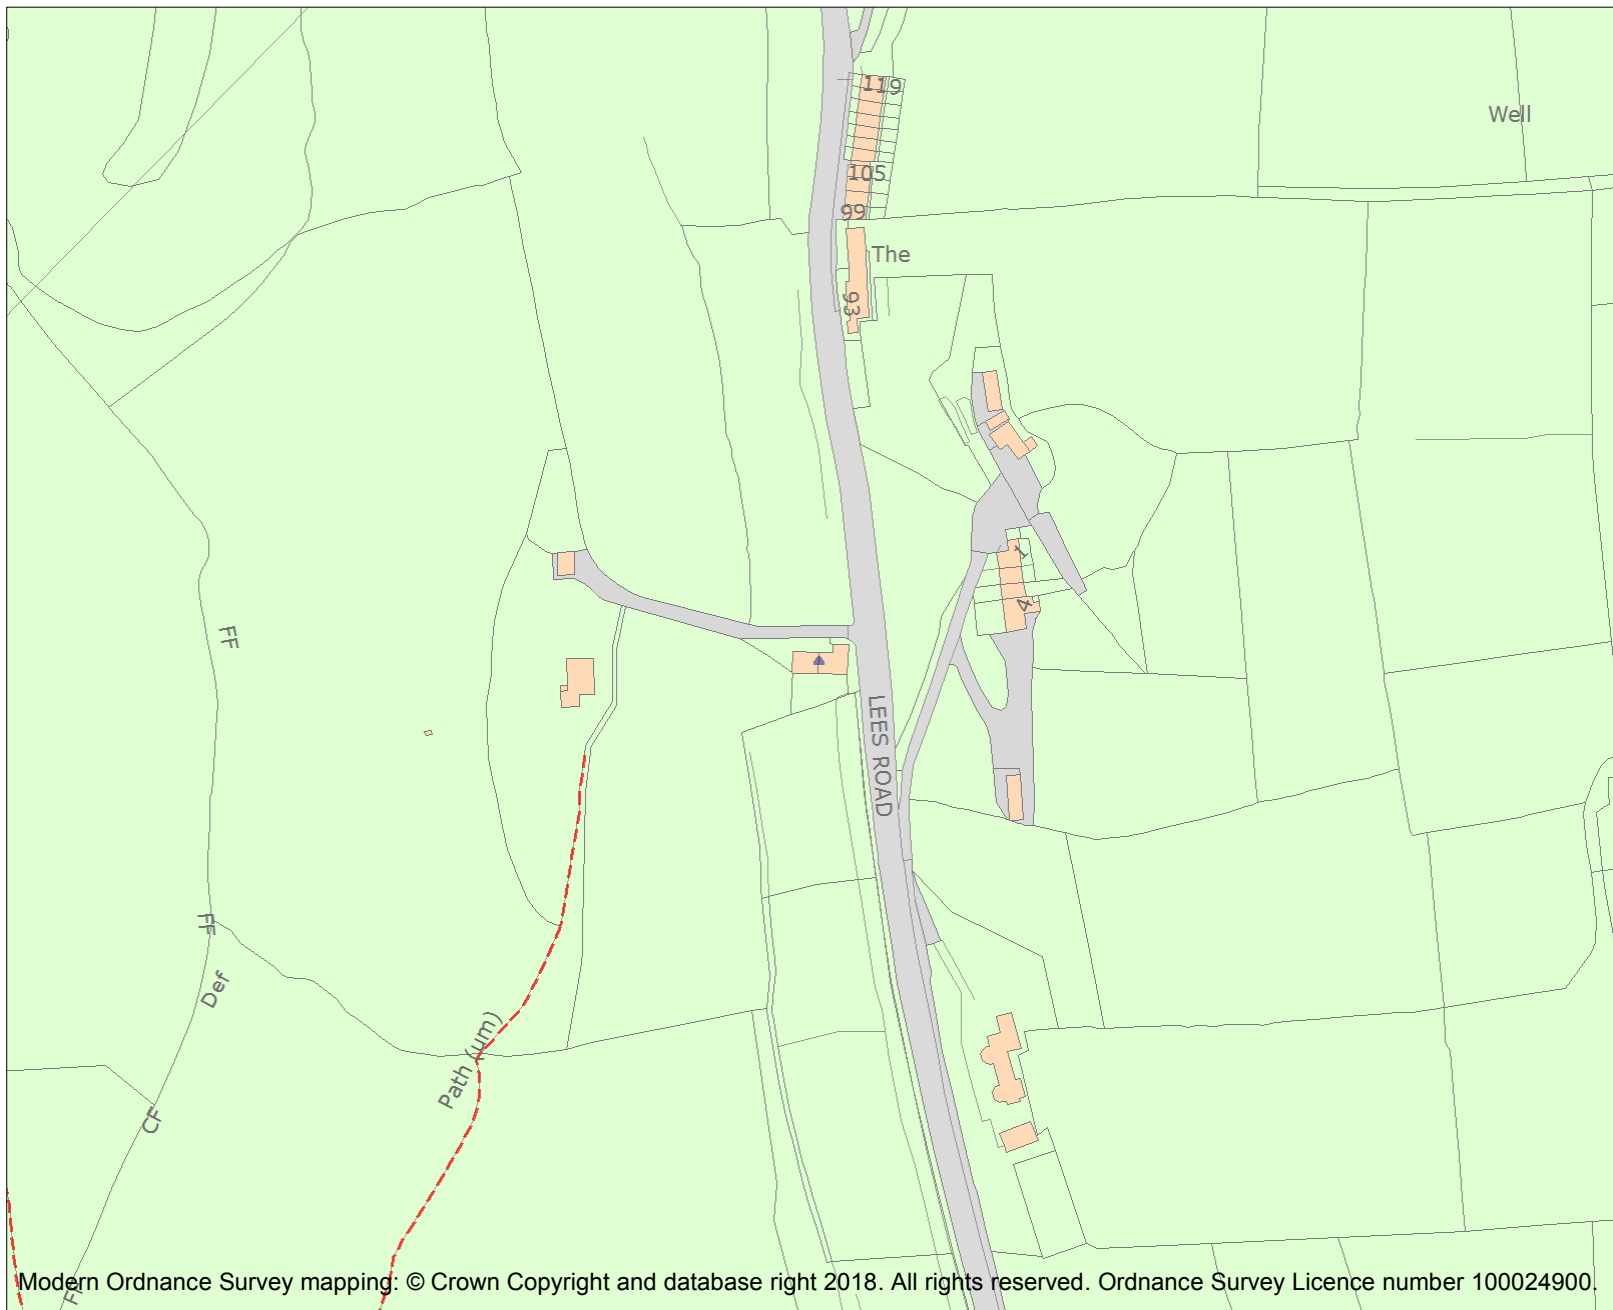 119
Well
105
99
The
93
1
4
FF
LEES ROAD
FF
Def
Path (um)
CF
FF
Modern Ordnance Survey mapping: © Crown Copyright and database right 2018. All rights reserved. Ordnance Survey Licence number 100024900.